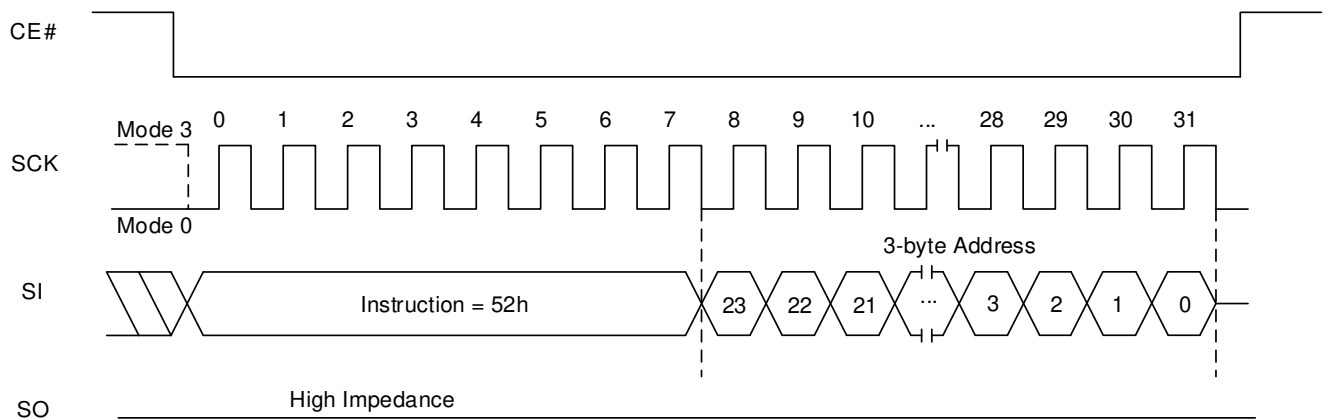 CE#
Mode 3
0 1 2 3 4 5 6 7 8 9 10 ... 28 29 30 31
SCK
Mode 0
3-byte Address
SI
Instruction = 52h
23 22 21 ... 3 2 1 0
SO
High Impedance